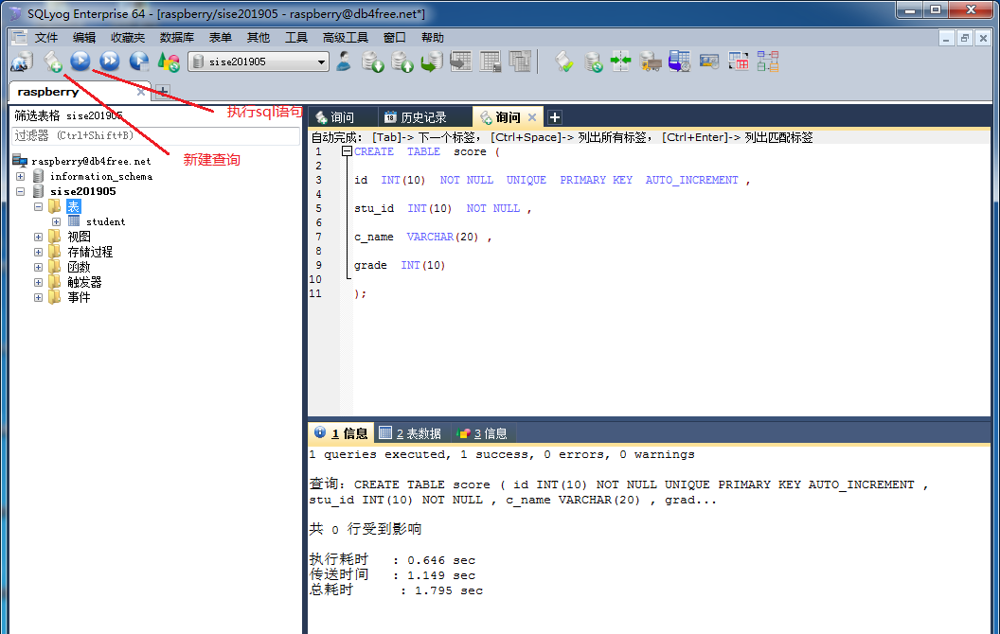 SQLyog Enterprise 64 - [raspberry/sise201905 - raspberry@db4free.net*]
文件 编辑 收藏夹 数据库 表单 其他 工具 高级工具 窗口 帮助
sise201905
raspberry
执行sql语句
新建查询
筛选表格 sise201905
过滤器 (Ctrl+Shift+B)
raspberry@db4free.net
information_schema
sise201905
表
student
视图
存储过程
函数
触发器
事件
询问 18 历史记录 询问
自动完成: [Tab]-> 下一个标签, [Ctrl+Space]-> 列出所有标签, [Ctrl+Enter]-> 列出匹配标签
1 CREATE TABLE score (
2
3 id INT(10) NOT NULL UNIQUE PRIMARY KEY AUTO_INCREMENT ,
4
5 stu_id INT(10) NOT NULL ,
6
7 c_name VARCHAR(20) ,
8
9 grade INT(10)
10
11 );
1 信息 2 表数据 3 信息
1 queries executed, 1 success, 0 errors, 0 warnings
查询: CREATE TABLE score ( id INT(10) NOT NULL UNIQUE PRIMARY KEY AUTO_INCREMENT ,
stu_id INT(10) NOT NULL , c_name VARCHAR(20) , grad...
共 0 行受到影响
执行耗时 : 0.646 sec
传送时间 : 1.149 sec
总耗时 : 1.795 sec